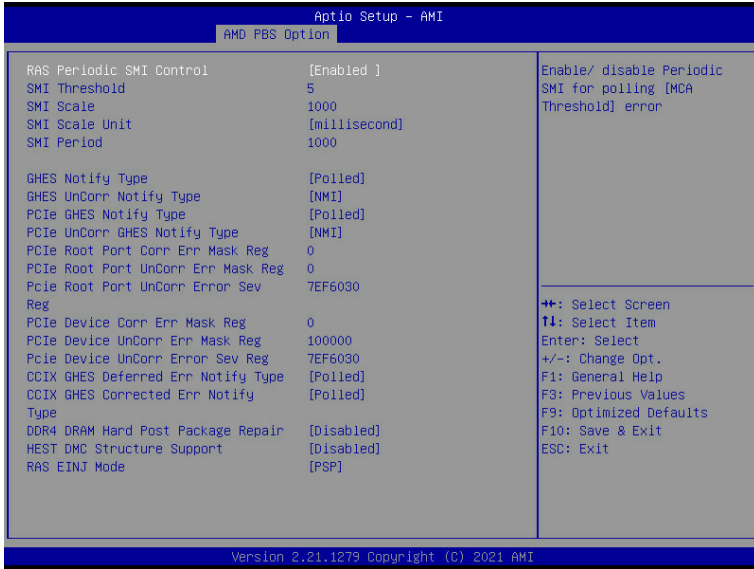 Aptio Setup – AMI
AMD PBS Option
RAS Periodic SMI Control [Enabled ]
SMI Threshold 5
SMI Scale 1000
SMI Scale Unit [millisecond]
SMI Period 1000
GHES Notify Type [Polled]
GHES UnCorr Notify Type [NMI]
PCIe GHES Notify Type [Polled]
PCIe UnCorr GHES Notify Type [NMI]
PCIe Root Port Corr Err Mask Reg 0
PCIe Root Port UnCorr Err Mask Reg 0
Pcie Root Port UnCorr Error Sev 7EF6030
Reg
PCIe Device Corr Err Mask Reg 0
PCIe Device UnCorr Err Mask Reg 100000
Pcie Device UnCorr Error Sev Reg 7EF6030
CCIX GHES Deferred Err Notify Type [Polled]
CCIX GHES Corrected Err Notify [Polled]
Type
DDR4 DRAM Hard Post Package Repair [Disabled]
HEST DMC Structure Support [Disabled]
RAS EINJ Mode [PSP]
Enable/ disable Periodic
SMI for polling [MCA
Threshold] error
→←: Select Screen
↑↓: Select Item
Enter: Select
+/-: Change Opt.
F1: General Help
F3: Previous Values
F9: Optimized Defaults
F10: Save & Exit
ESC: Exit
Version 2.21.1279 Copyright (C) 2021 AMI